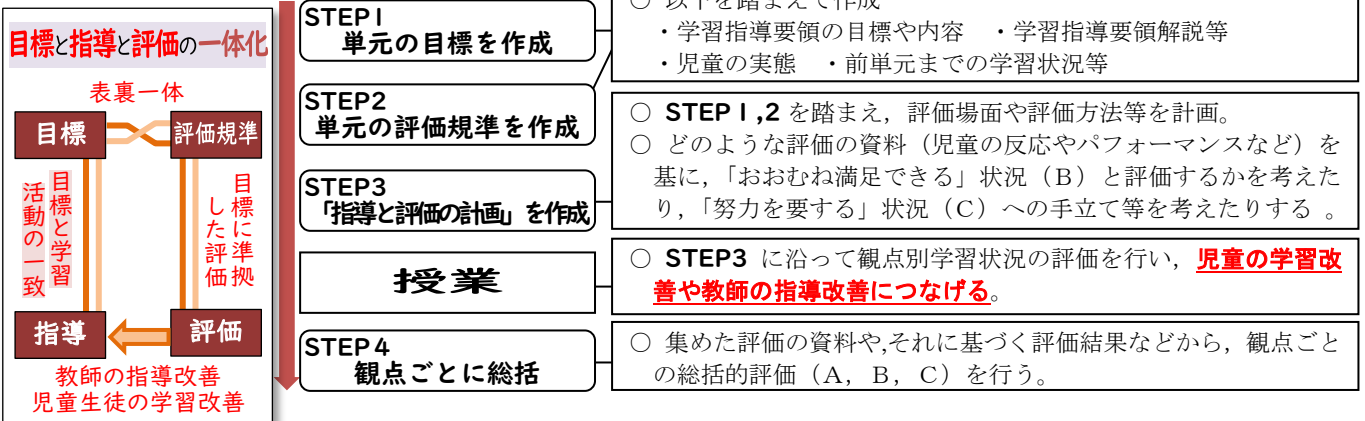 目標と指導と評価の一体化
表裏一体
目標
評価規準
目標と学習
活動の一致
目標に準拠
した評価
指導
評価
教師の指導改善
児童生徒の学習改善
STEP1
単元の目標を作成
○ 以下を踏まえて作成
・学習指導要領の目標や内容 ・学習指導要領解説等
・児童の実態 ・前単元までの学習状況等
STEP2
単元の評価規準を作成
STEP3
「指導と評価の計画」を作成
○ STEP1,2 を踏まえ，評価場面や評価方法等を計画。
○ どのような評価の資料（児童の反応やパフォーマンスなど）を
基に，「おおむね満足できる」状況（Ｂ）と評価するかを考えた
り，「努力を要する」状況（Ｃ）への手立て等を考えたりする 。
授業
○ STEP3 に沿って観点別学習状況の評価を行い，児童の学習改
善や教師の指導改善につなげる。
STEP4
観点ごとに総括
○ 集めた評価の資料や,それに基づく評価結果などから，観点ごと
の総括的評価（Ａ，Ｂ，Ｃ）を行う。